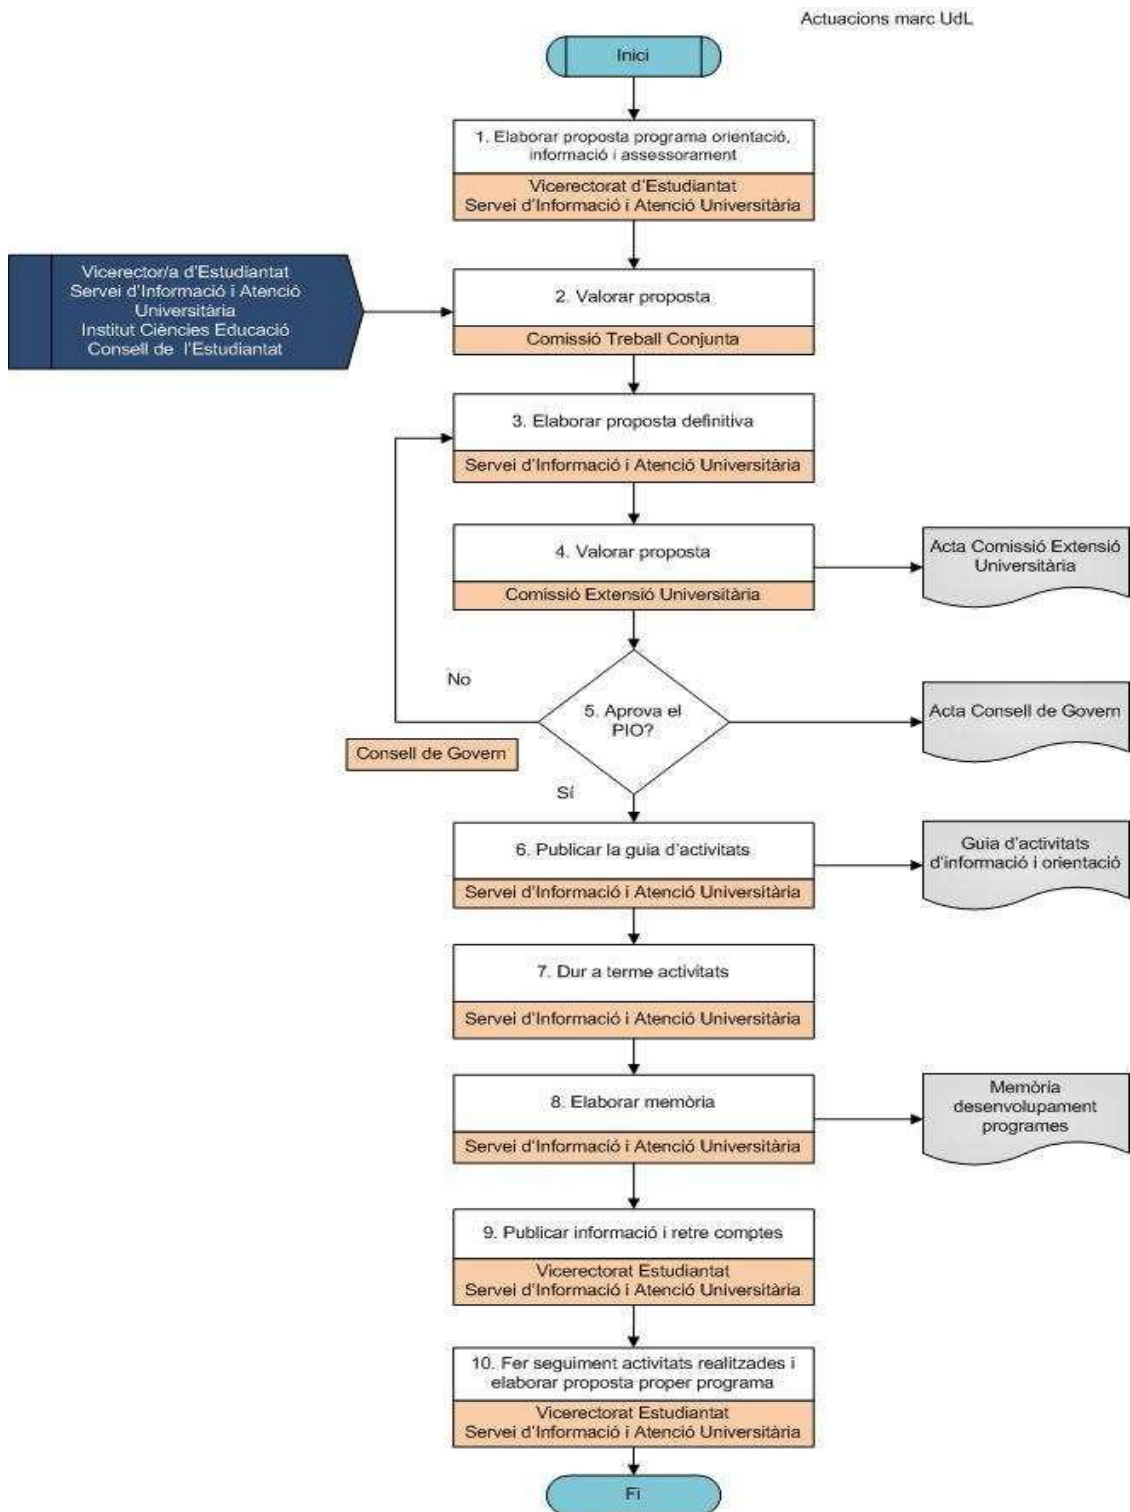 Actuacions marc UdL
Inici
1. Elaborar proposta programa orientació,
informació i assessorament
Vicerectorat d'Estudiantat
Servei d'Informació i Atenció Universitària
Vicerector/a d'Estudiantat
Servei d'Informació i Atenció
Universitària
Institut Ciències Educació
Consell de l'Estudiantat
2. Valorar proposta
Comissió Treball Conjunta
3. Elaborar proposta definitiva
Servei d'Informació i Atenció Universitària
4. Valorar proposta
Comissió Extensió Universitària
Acta Comissió Extensió
Universitària
No
5. Aprova el
PIO?
Acta Consell de Govern
Consell de Govern
Sí
6. Publicar la guia d'activitats
Servei d'Informació i Atenció Universitària
Guia d'activitats
d'informació i orientació
7. Dur a terme activitats
Servei d'Informació i Atenció Universitària
8. Elaborar memòria
Servei d'Informació i Atenció Universitària
Memòria
desenvolupament
programes
9. Publicar informació i retre comptes
Vicerectorat Estudiantat
Servei d'Informació i Atenció Universitària
10. Fer seguiment activitats realitzades i
elaborar proposta proper programa
Vicerectorat Estudiantat
Servei d'Informació i Atenció Universitària
Fi